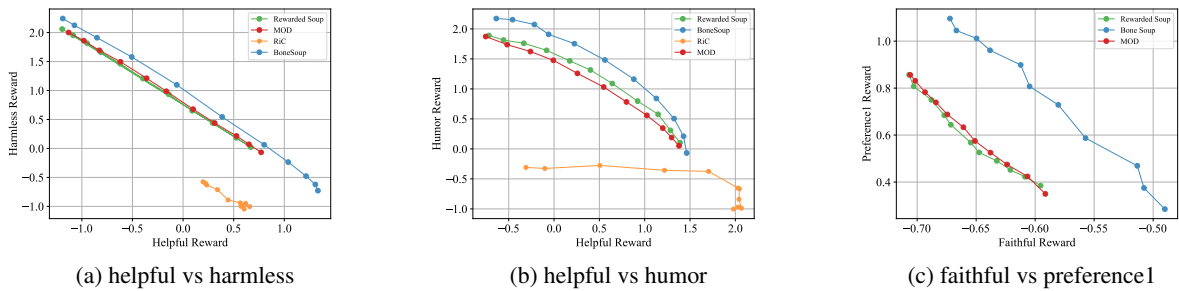 Harmless Reward
2.0
1.5
1.0
0.5
0.0
−0.5
−1.0
−1.0
−0.5
0.0
0.5
1.0
Helpful Reward
Rewarded Soup
MOD
RiC
BoneSoup
(a) helpful vs harmless
Humor Reward
2.0
1.5
1.0
0.5
0.0
−0.5
−1.0
−0.5
0.0
0.5
1.0
1.5
2.0
Helpful Reward
Rewarded Soup
BoneSoup
RiC
MOD
(b) helpful vs humor
Preference1 Reward
1.0
0.8
0.6
0.4
−0.70
−0.65
−0.60
−0.55
−0.50
Faithful Reward
Rewarded Soup
Bone Soup
MOD
(c) faithful vs preference1